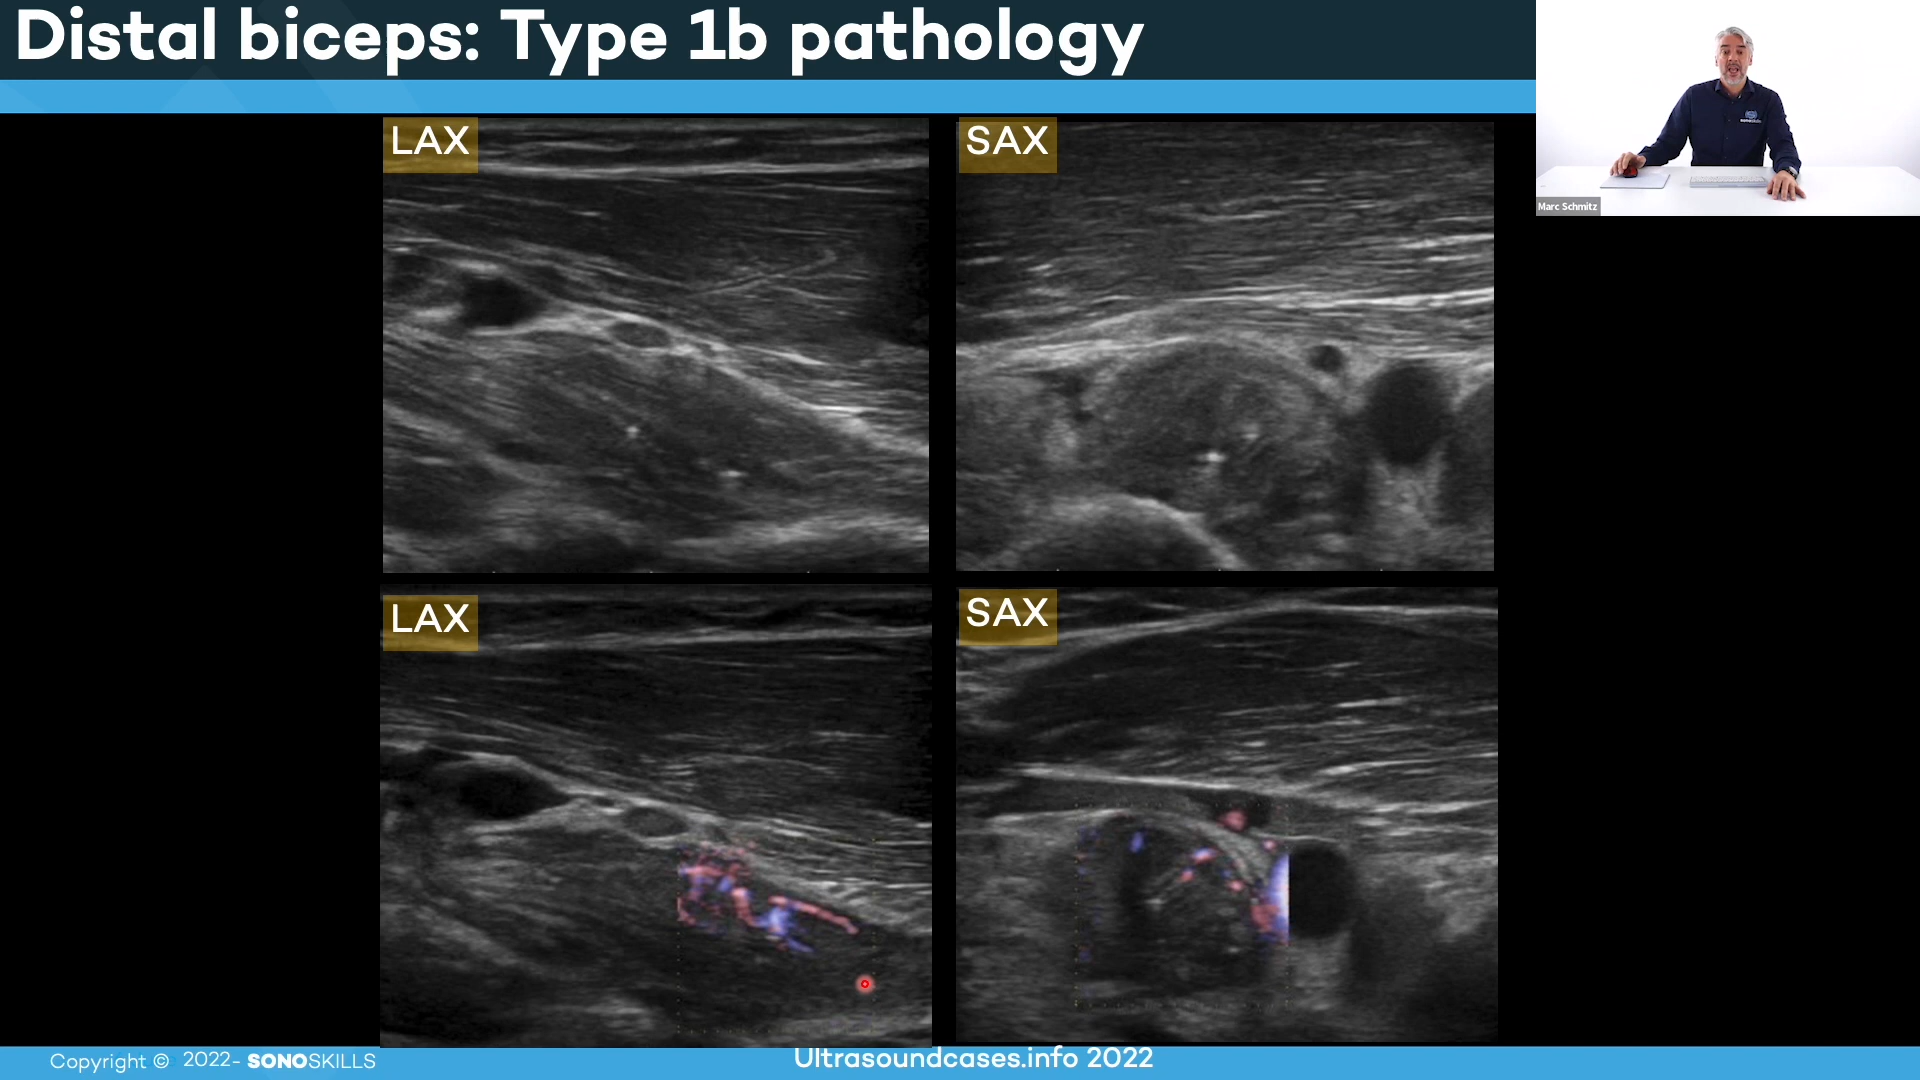 Distal biceps: Type 1b pathology
LAX
SAX
Marc Schmitz
LAX
SAX
Copyright © 2022- SONOSKILLS
Ultrasoundcases.info 2022